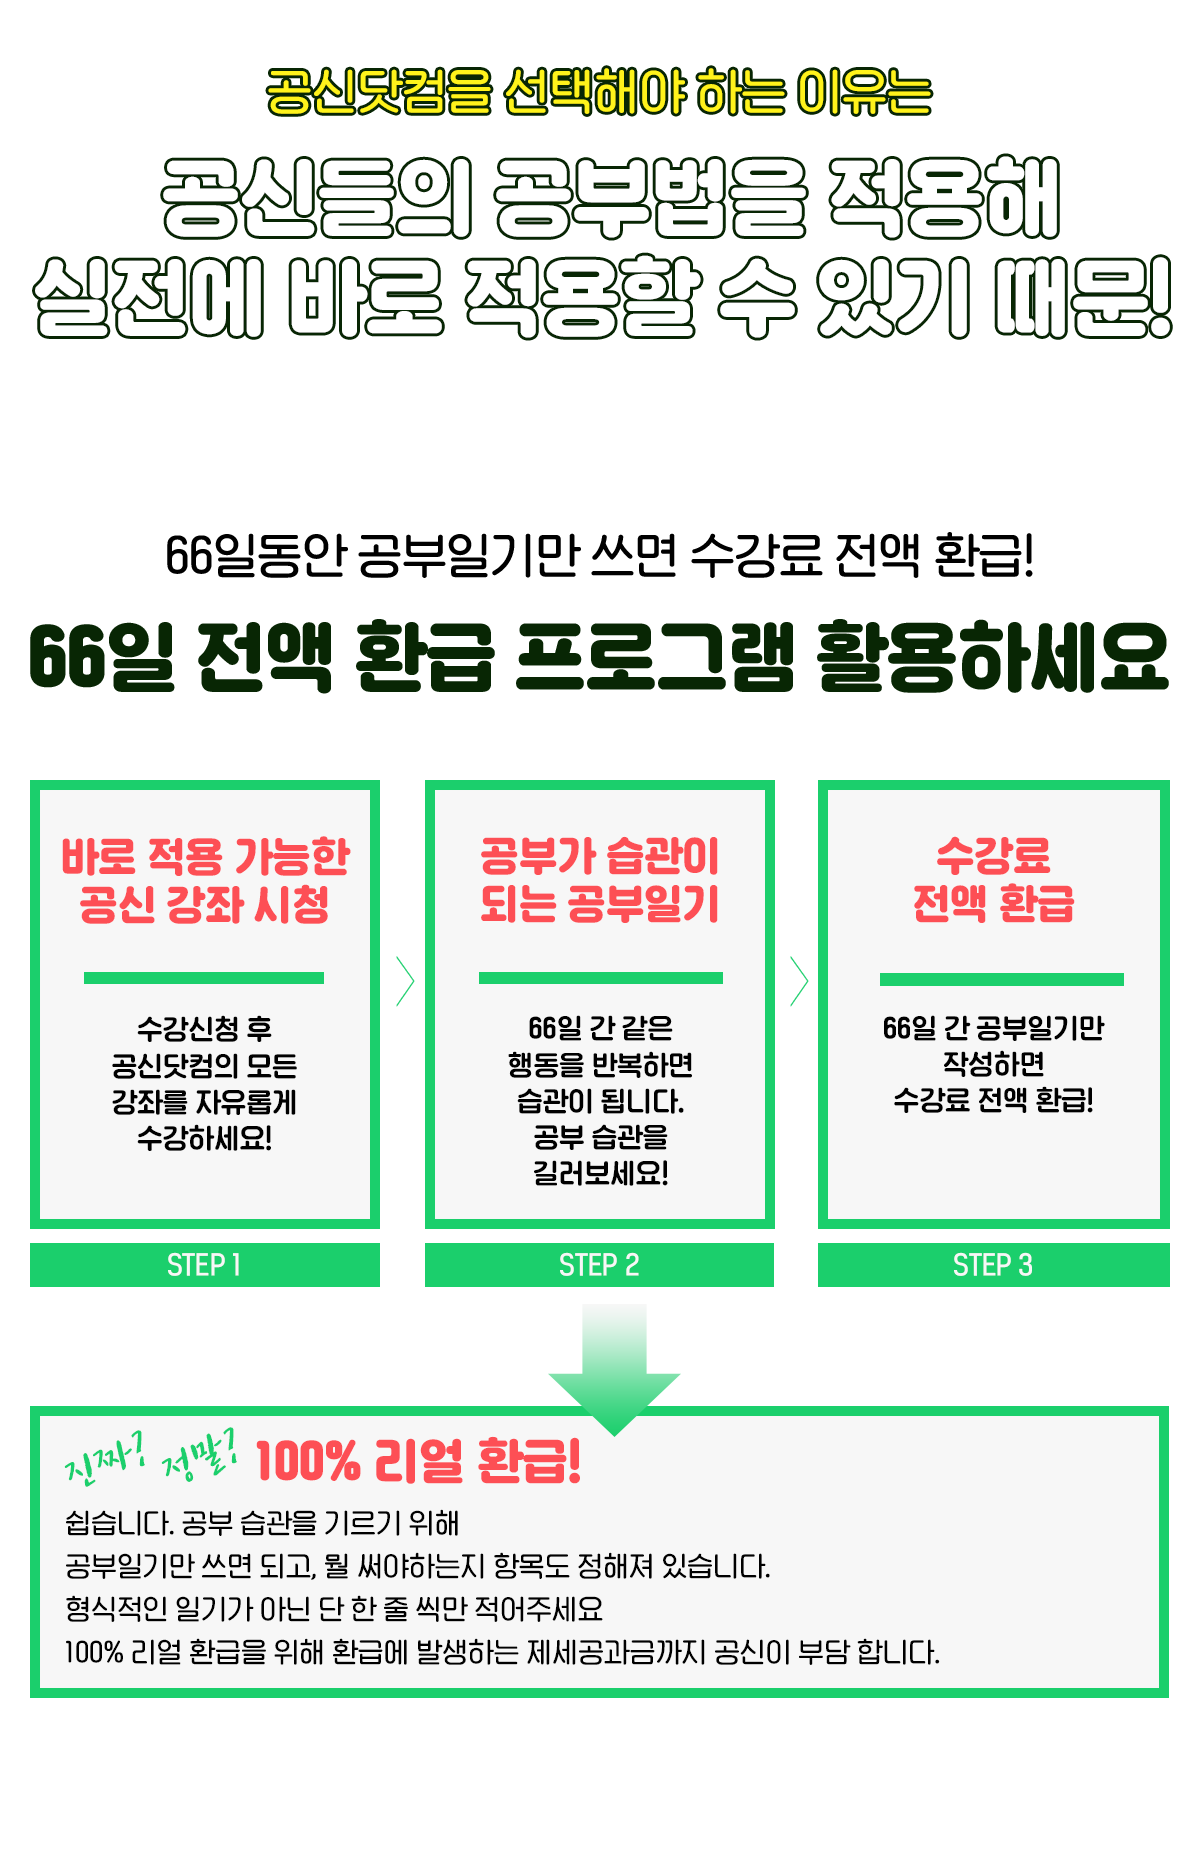 공신닷컴을 선택해야 하는 이유는
공신들의 공부법을 적용해
실전에 바로 적용할 수 있기 때문!
66일동안 공부일기만 쓰면 수강료 전액 환급!
66일 전액 환급 프로그램 활용하세요
바로 적용 가능한
공신 강좌 시청
수강신청 후
공신닷컴의 모든
강좌를 자유롭게
수강하세요!
STEP 1
공부가 습관이
되는 공부일기
66일 간 같은
행동을 반복하면
습관이 됩니다.
공부 습관을
길러보세요!
STEP 2
수강료
전액 환급
66일 간 공부일기만
작성하면
수강료 전액 환급!
STEP 3
진짜? 정말? 100% 리얼 환급!
쉽습니다. 공부 습관을 기르기 위해
공부일기만 쓰면 되고, 뭘 써야하는지 항목도 정해져 있습니다.
형식적인 일기가 아닌 단 한 줄 씩만 적어주세요
100% 리얼 환급을 위해 환급에 발생하는 제세공과금까지 공신이 부담 합니다.